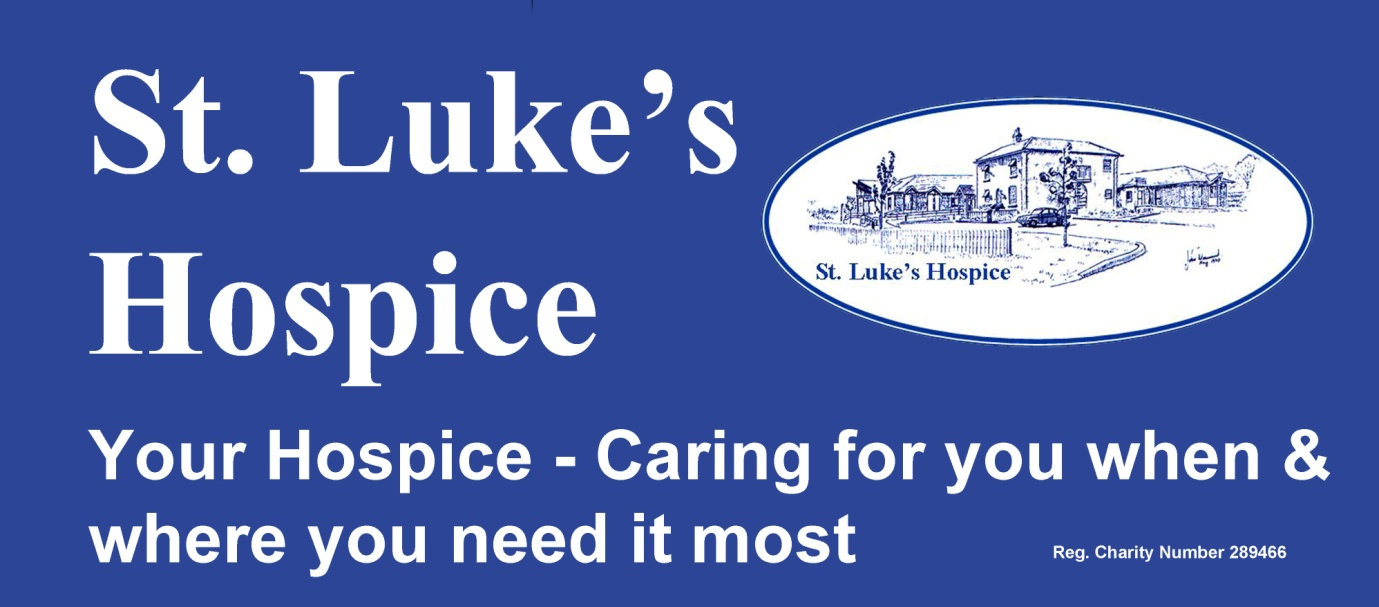 St. Luke’s
Hospice
St. Luke’s Hospice
Your Hospice - Caring for you when &
where you need it most
Reg. Charity Number 289466